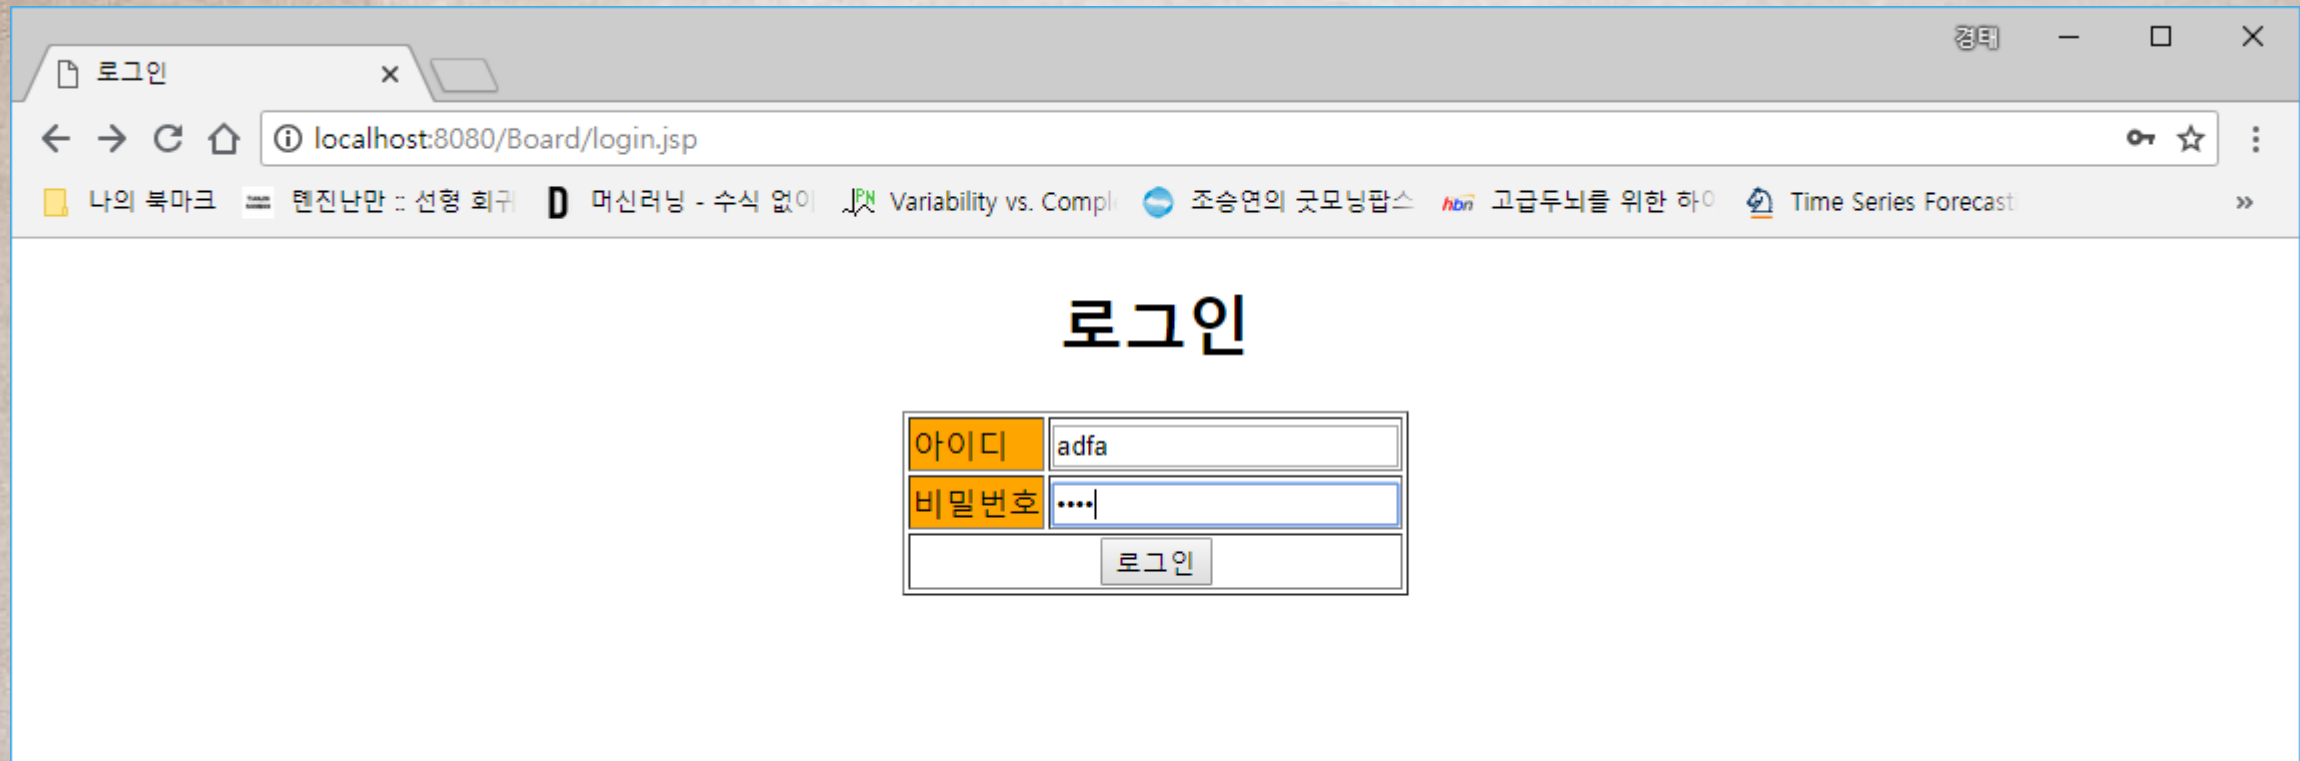 경태
로그인
localhost:8080/Board/login.jsp
나의 북마크 텐진난만 :: 선형 회귀 D 머신러닝 - 수식 없이 PN Variability vs. Compl 조승연의 굿모닝팝스 hbn 고급두뇌를 위한 하이 Time Series Forecast
로그인
아이디 adfa
비밀번호 ••••
로그인